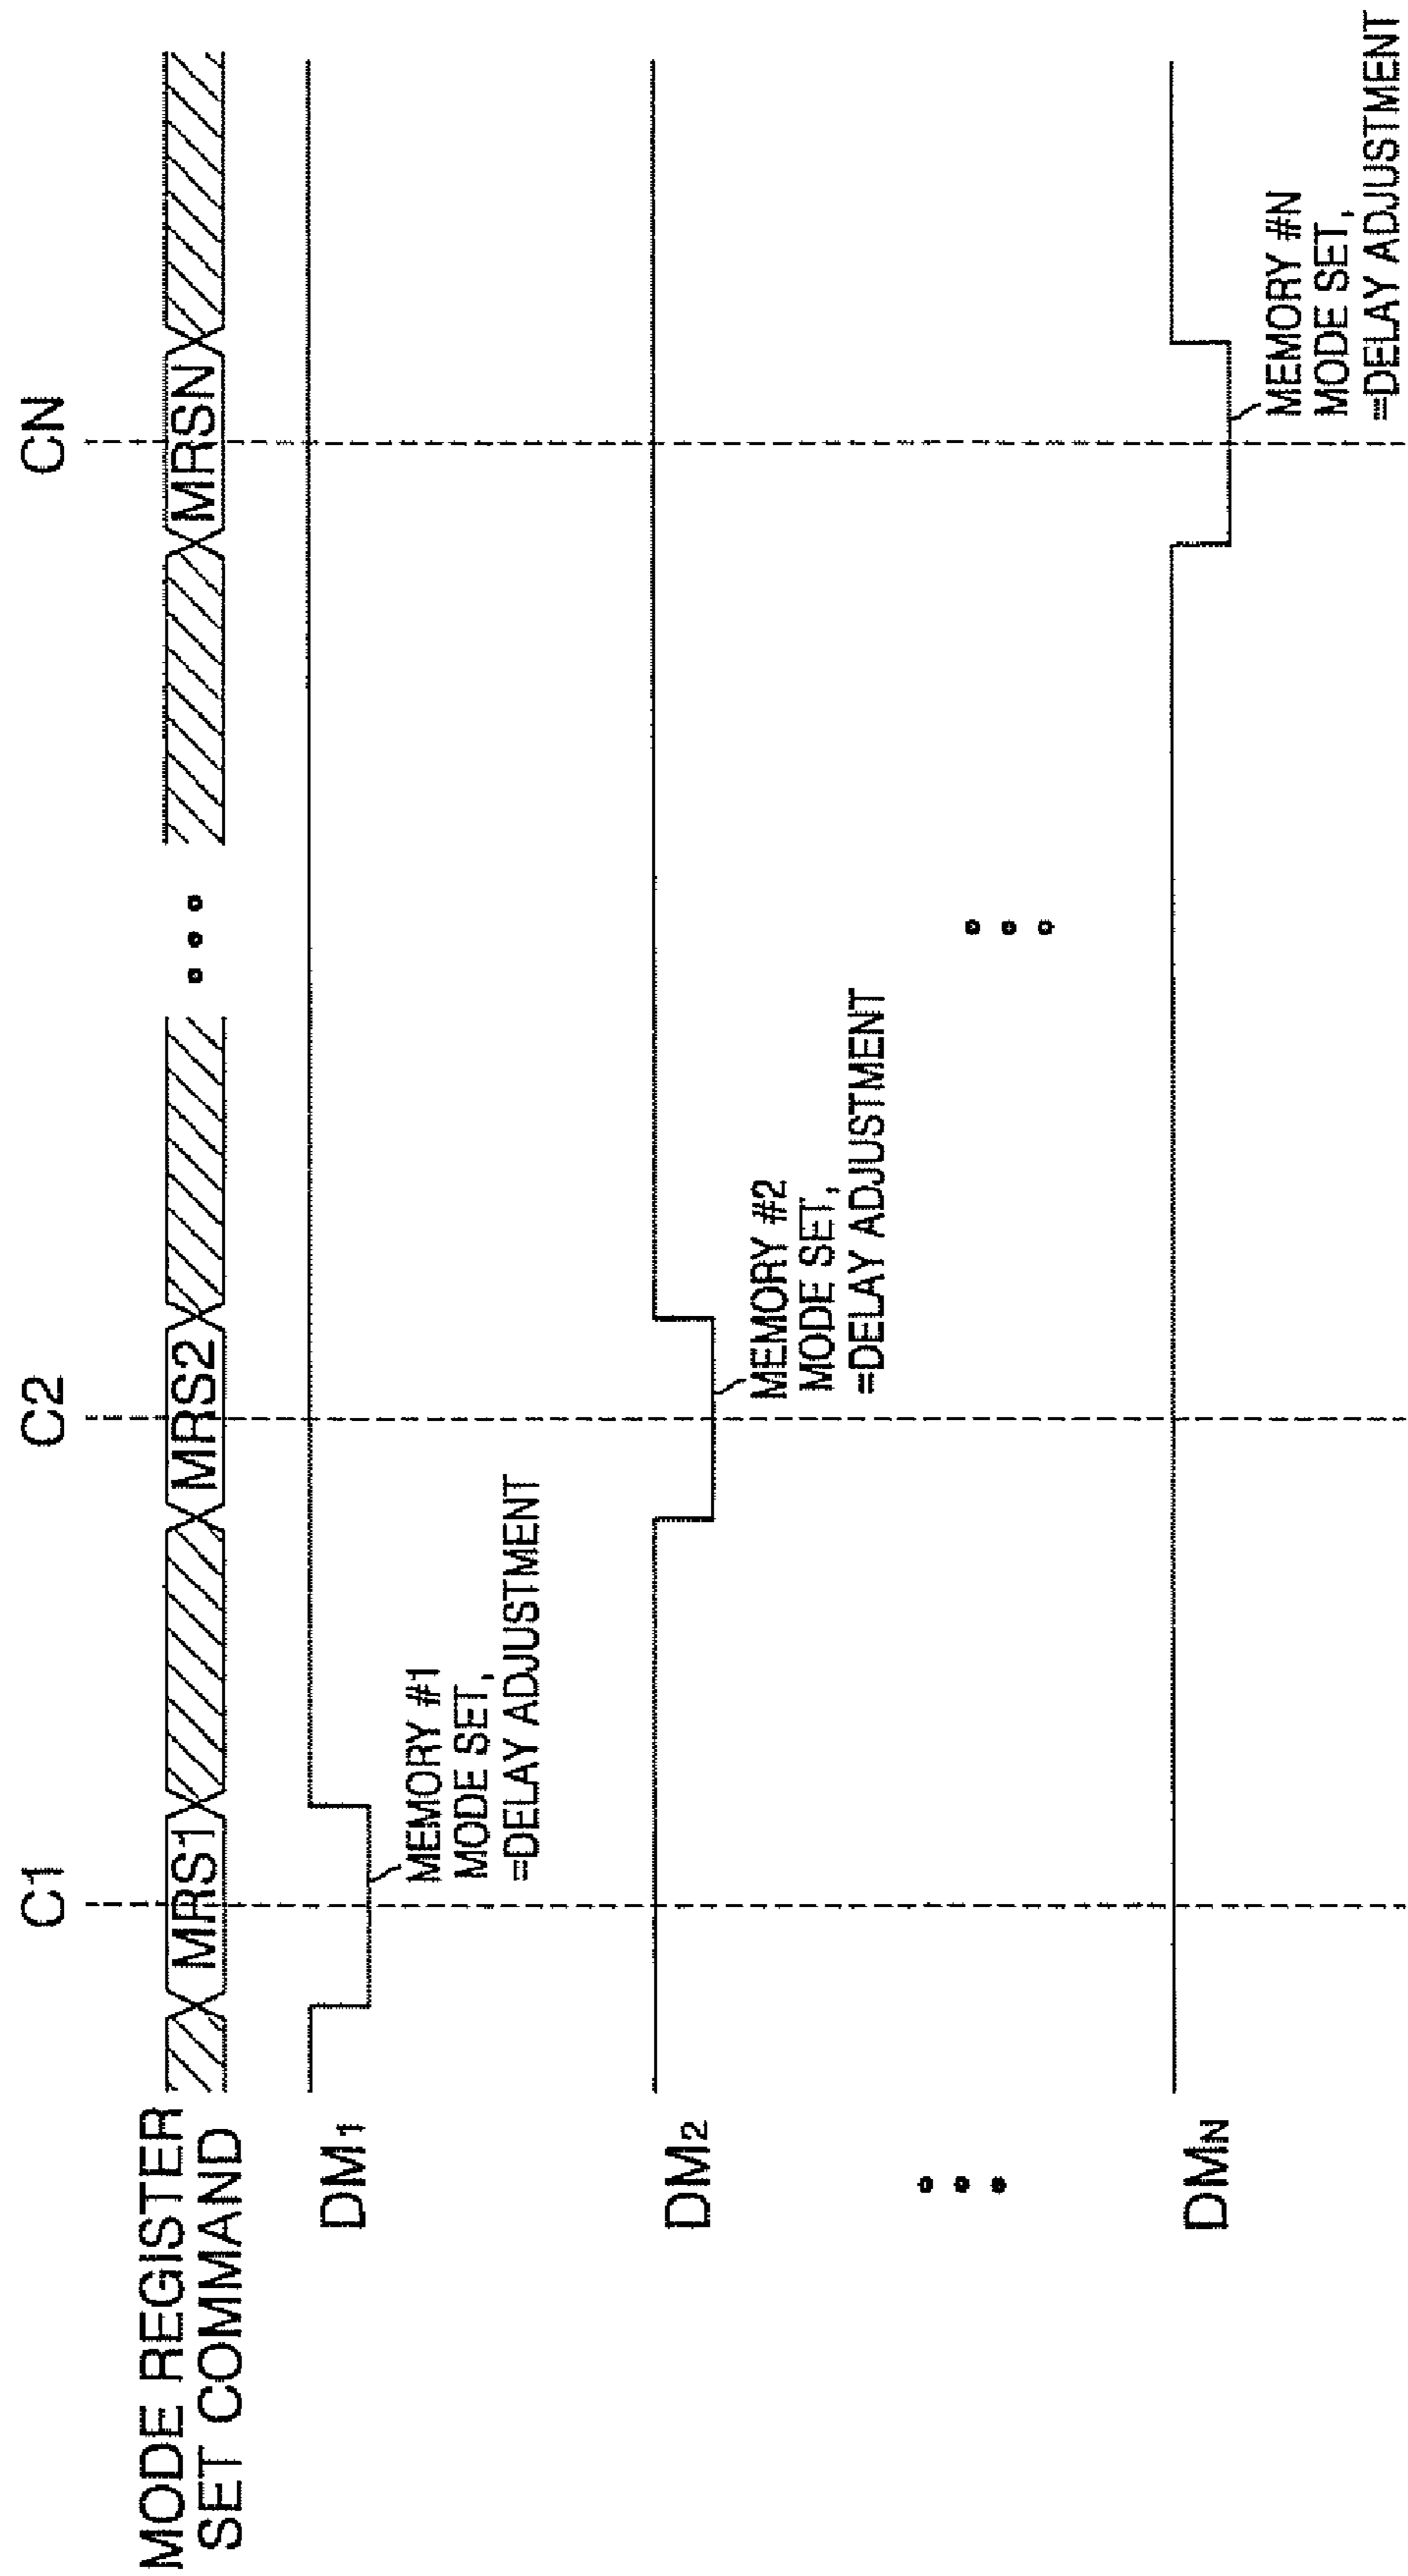 C1
C2
CN
MODE REGISTER
SET COMMAND
MRS1
MRS2
MRSN
DM1
MEMORY #1
MODE SET,
=DELAY ADJUSTMENT
DM2
MEMORY #2
MODE SET,
=DELAY ADJUSTMENT
DMN
MEMORY #N
MODE SET,
=DELAY ADJUSTMENT